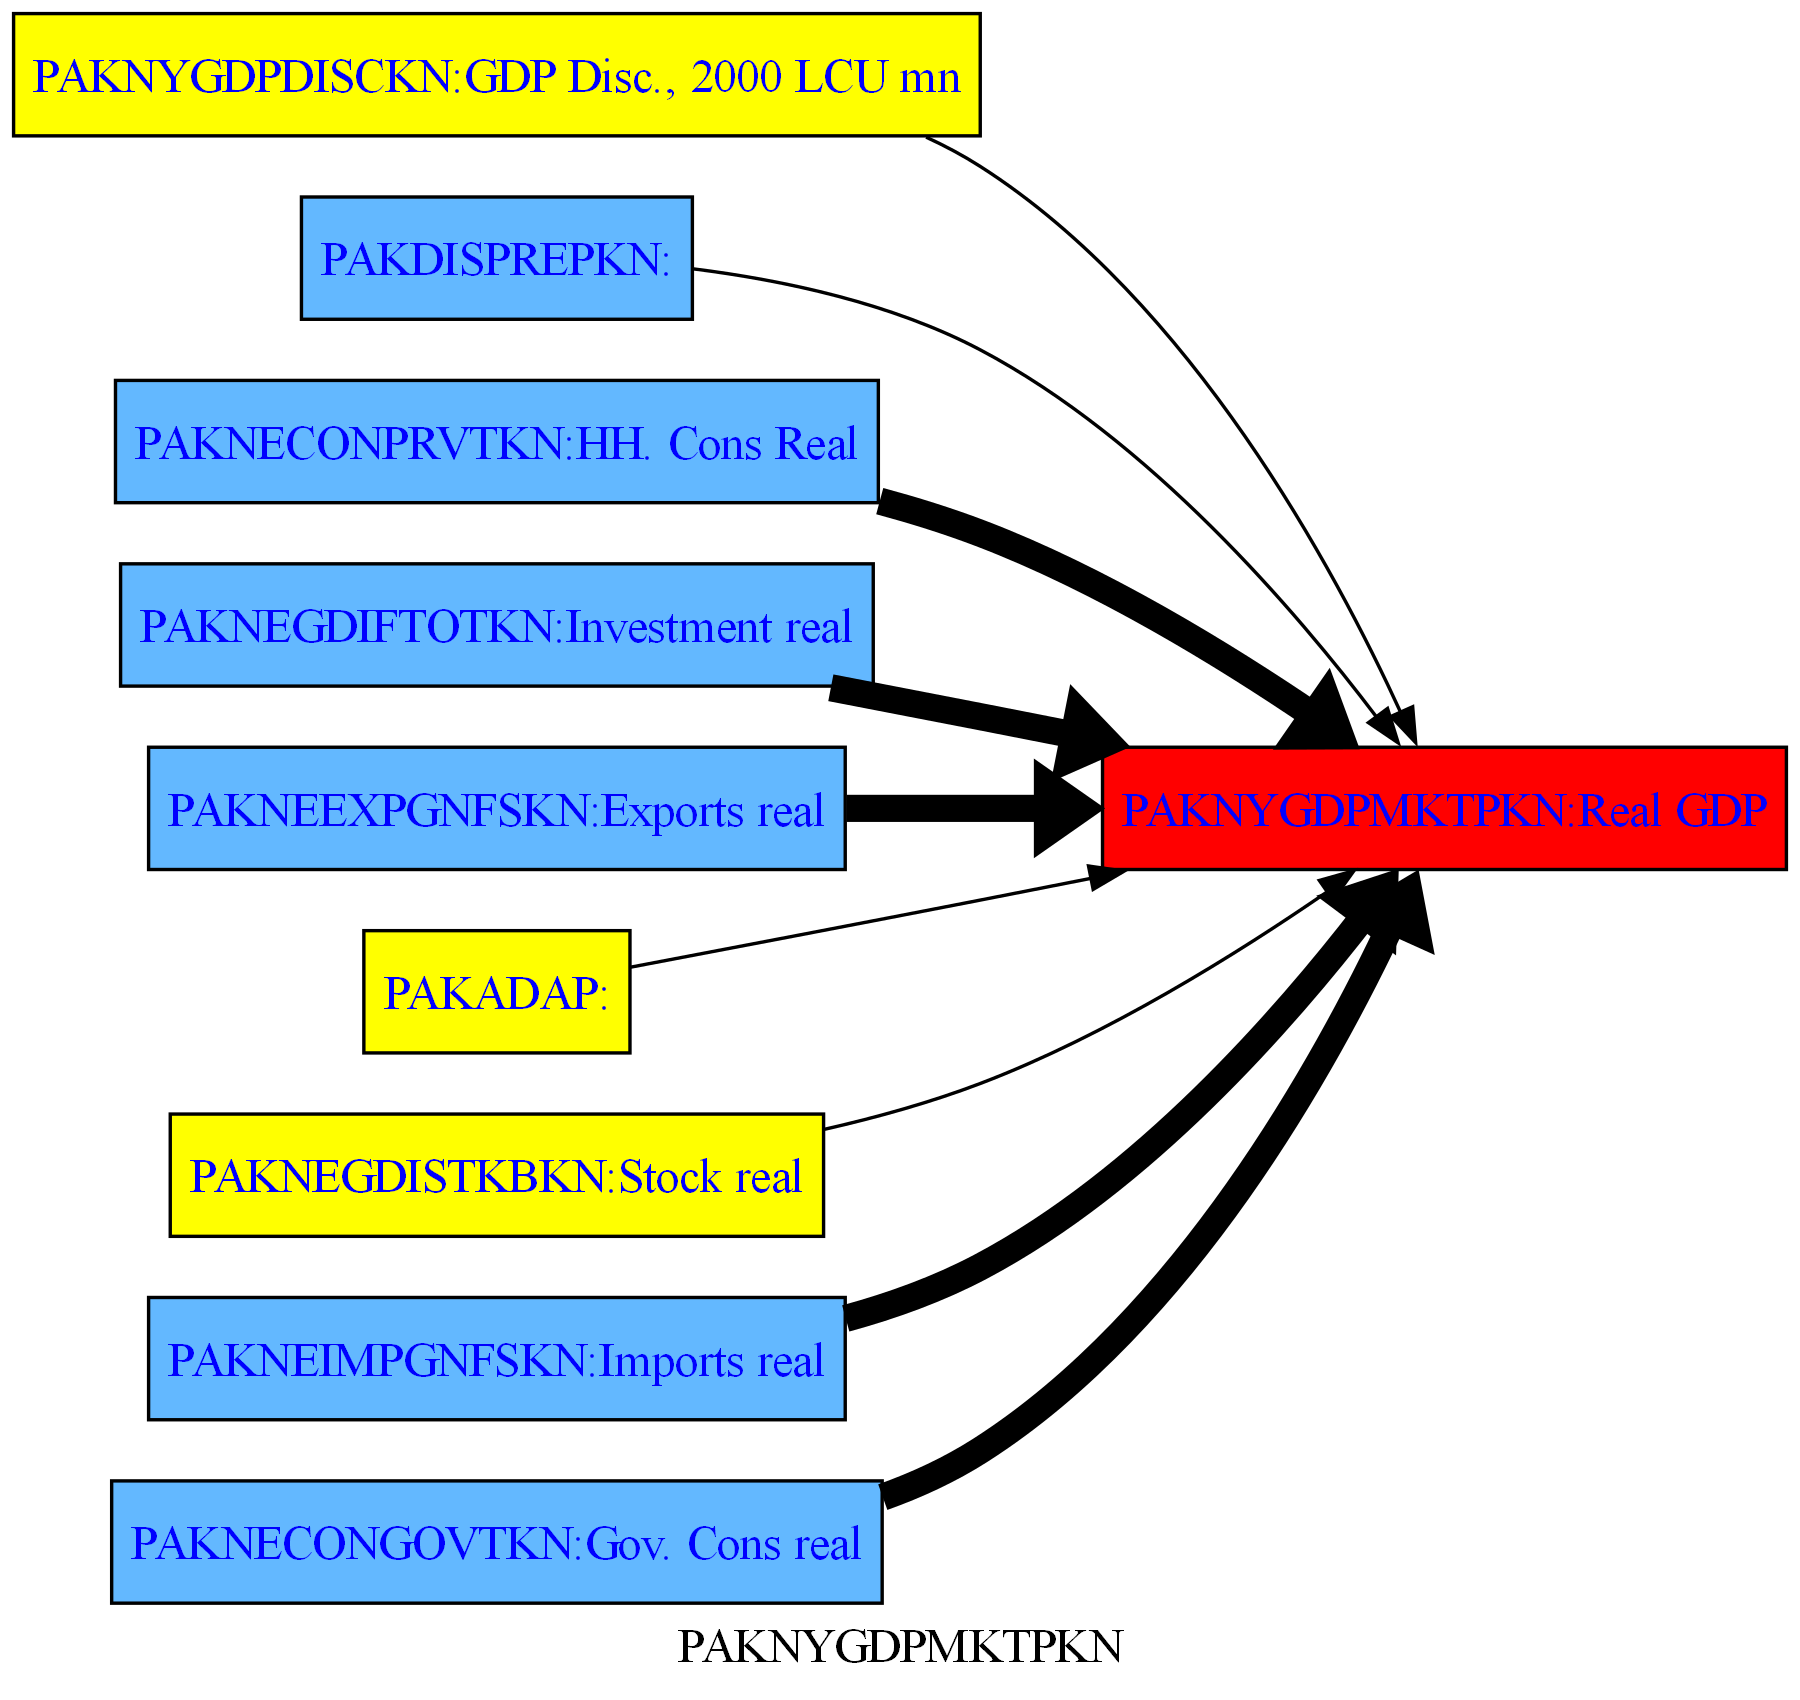 PAKNYGDPDISCKN:GDP Disc., 2000 LCU mn
PAKDISPREPKN:
PAKNECONPRVTKN:HH. Cons Real
PAKNEGDIFTOTKN:Investment real
PAKNEEXPGNFSKN:Exports real
PAKNYGDPMKTPKN:Real GDP
PAKADAP:
PAKNEGDISTKBKN:Stock real
PAKNEIMPGNFSKN:Imports real
PAKNECONGOVTKN:Gov. Cons real
PAKNYGDPMKTPKN